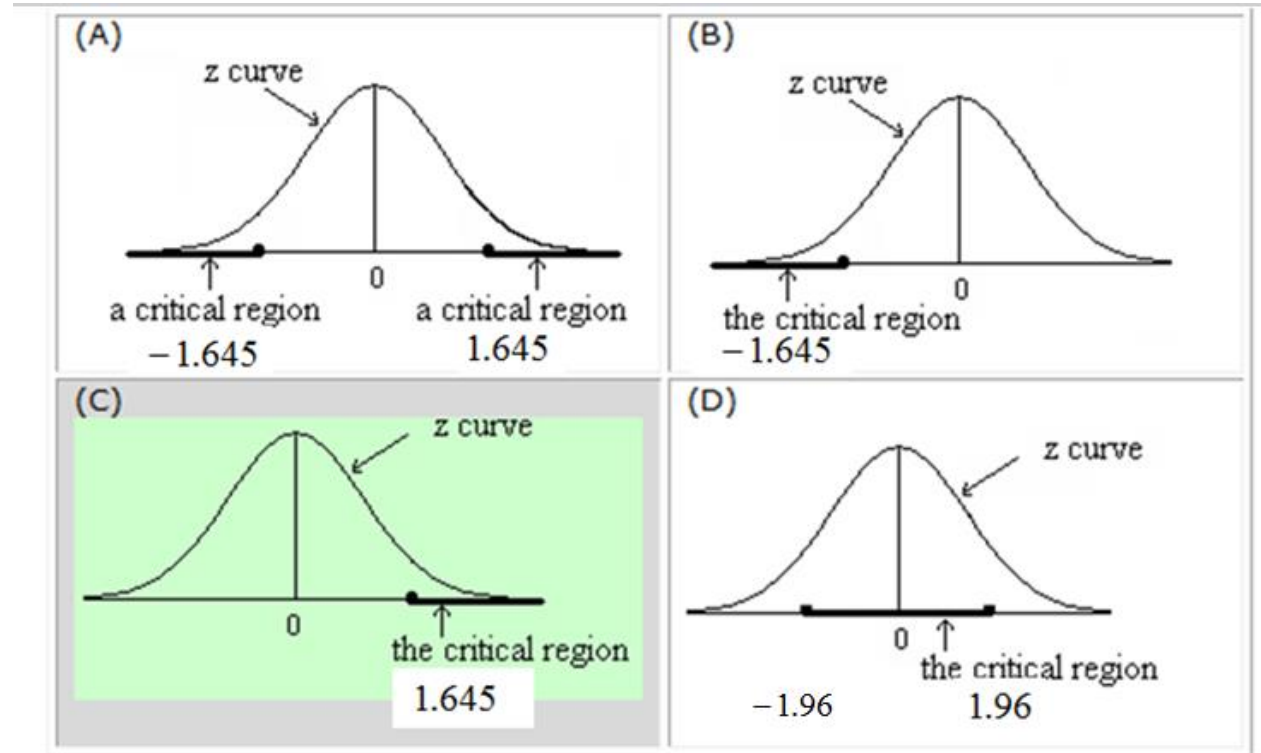 (A)
z curve
0
a critical region a critical region
−1.645 1.645
(B)
z curve
0
the critical region
−1.645
(C)
z curve
0
the critical region
1.645
(D)
z curve
0
the critical region
−1.96 1.96